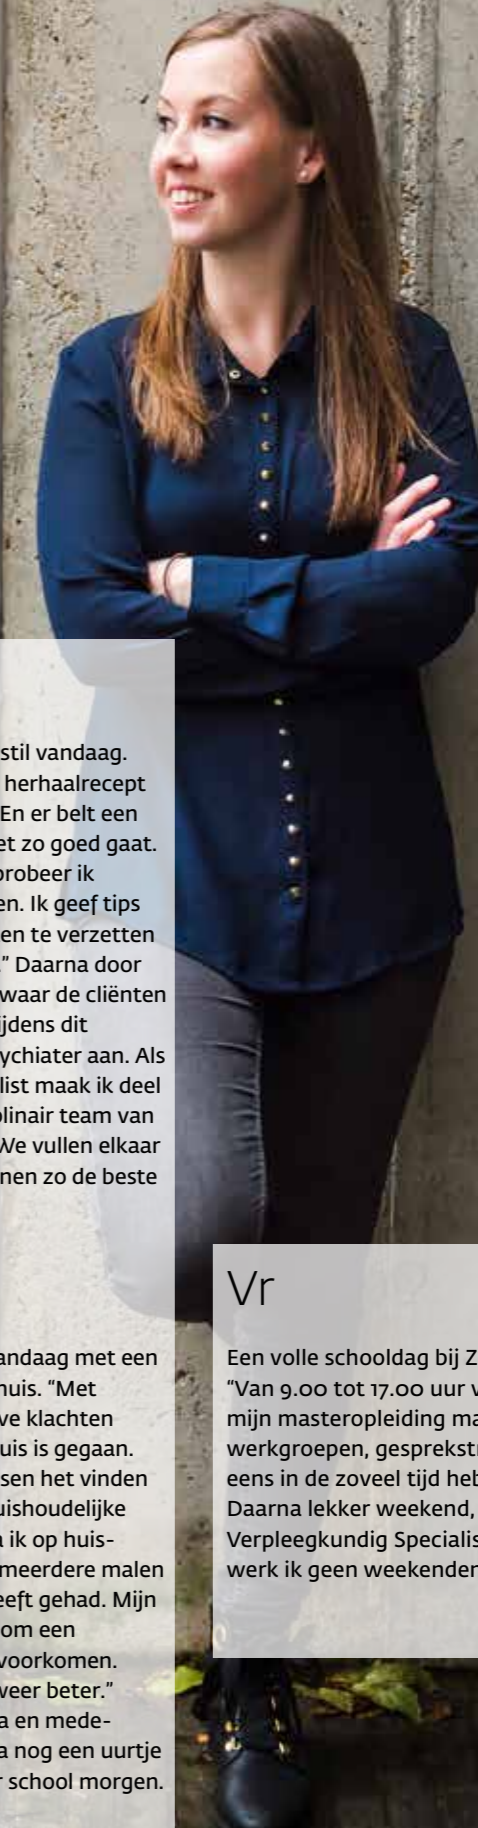 stil vandaag.
herhaalrecept
En er belt een
et zo goed gaat.
probeer ik
en. Ik geef tips
en te verzetten
.” Daarna door
waar de cliënten
ijdens dit
ychiater aan. Als
list maak ik deel
linair team van
We vullen elkaar
nen zo de beste
andaag met een
huis. “Met
ve klachten
uis is gegaan.
sen het vinden
uishoudelijke
ik op huis-
meerdere malen
eeft gehad. Mijn
om een
voorkomen.
weer beter.”
a en mede-
a nog een uurtje
r school morgen.
Vr
Een volle schooldag bij Z
“Van 9.00 tot 17.00 uur v
mijn masteropleiding ma
werkgroepen, gesprekstr
eens in de zoveel tijd heb
Daarna lekker weekend,
Verpleegkundig Specialis
werk ik geen weekenden